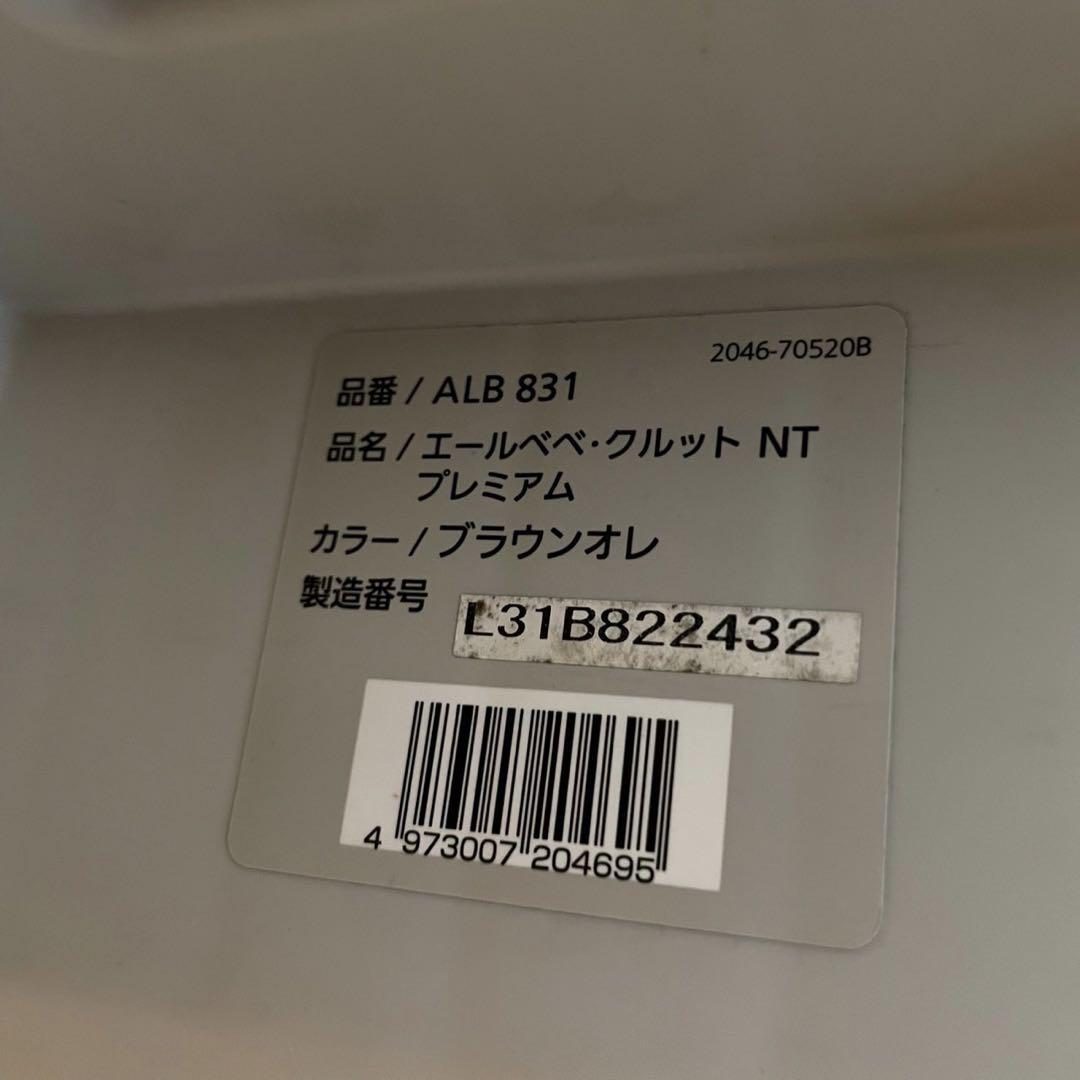 2046-70520B
品番 / ALB 831
品名 / エールベベ・クルット NT
プレミアム
カラー / ブラウンオレ
製造番号 L31B822432
4 973007 204695